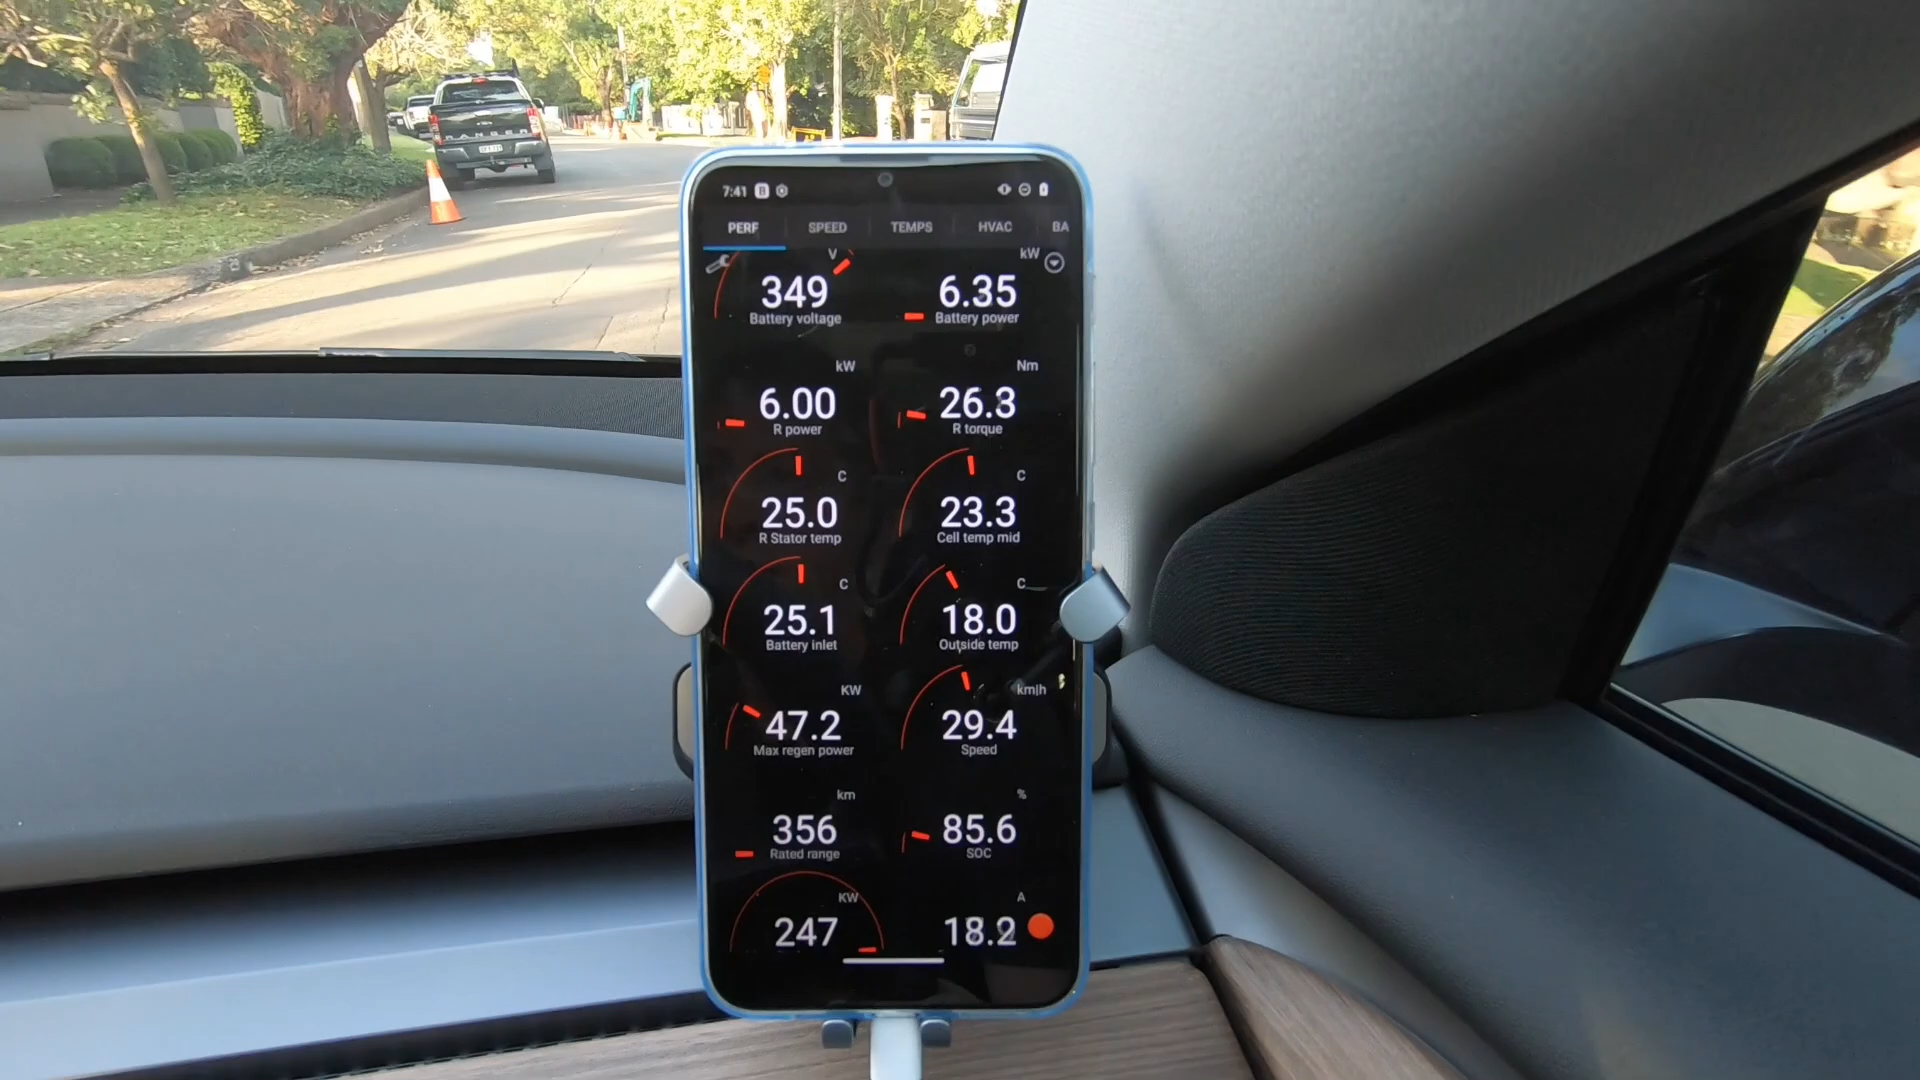 RANGER
7:41
PERF SPEED TEMPS HVAC BA
V kW
349 6.35
Battery voltage Battery power
kW Nm
6.00 26.3
R power R torque
C C
25.0 23.3
R Stator temp Cell temp mid
C C
25.1 18.0
Battery inlet Outside temp
KW km|h
47.2 29.4
Max regen power Speed
km %
356 85.6
Rated range SOC
KW A
247 18.2